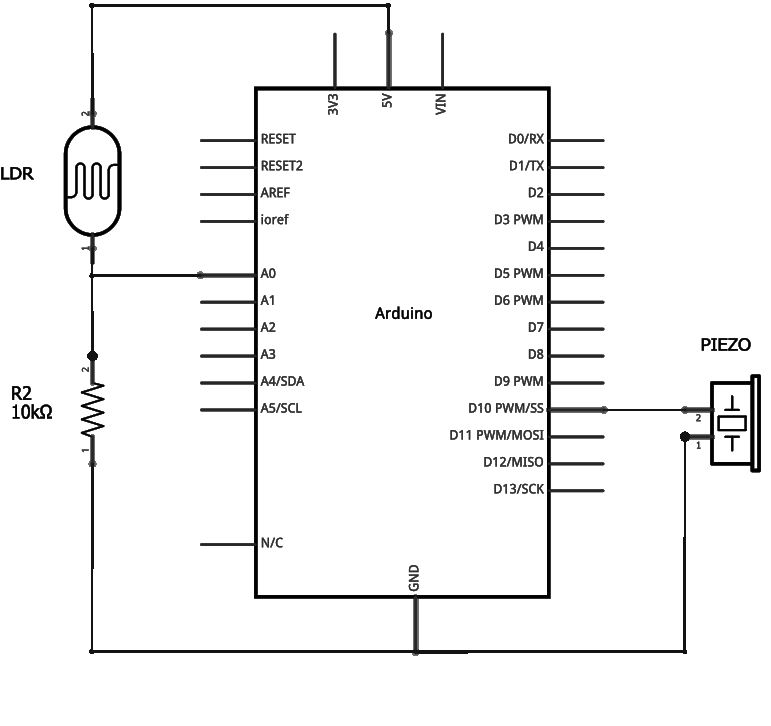 3V3
5V
VIN
2
LDR
1
RESET
RESET2
AREF
ioref
A0
A1
A2
A3
A4/SDA
A5/SCL
N/C
Arduino
D0/RX
D1/TX
D2
D3 PWM
D4
D5 PWM
D6 PWM
D7
D8
D9 PWM
D10 PWM/SS
D11 PWM/MOSI
D12/MISO
D13/SCK
GND
2
R2
10kΩ
1
PIEZO
2
1